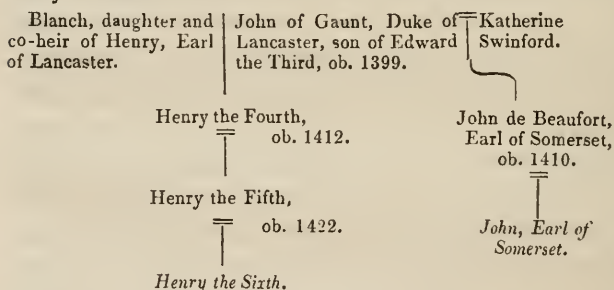 Blanch, daughter and
co-heir of Henry, Earl
of Lancaster.
John of Gaunt, Duke of
Lancaster, son of Edward
the Third, ob. 1399.
Katherine
Swinford.
Henry the Fourth,
ob. 1412.
John de Beaufort,
Earl of Somerset,
ob. 1410.
Henry the Fifth,
ob. 1422.
John, Earl of
Somerset.
Henry the Sixth.